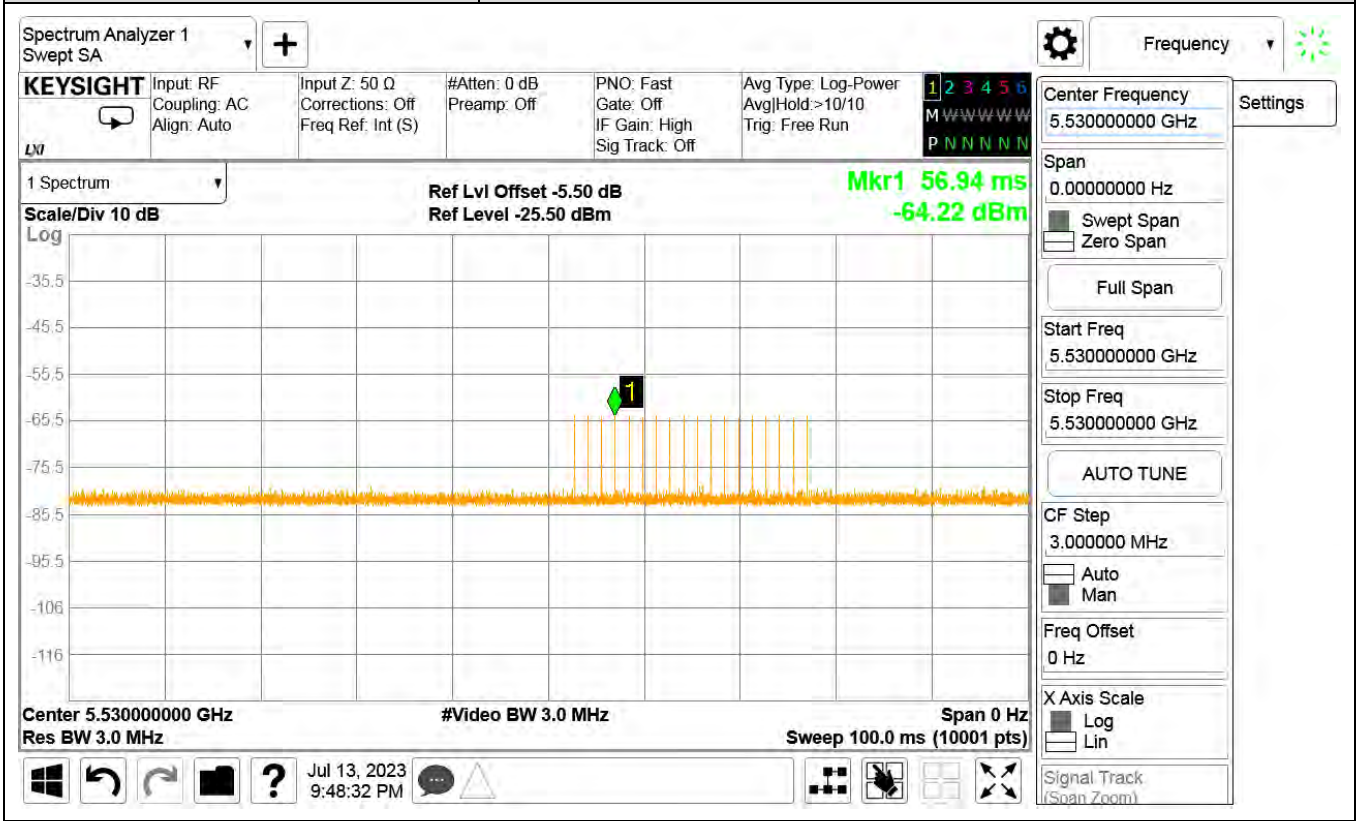 Spectrum Analyzer 1
Swept SA
Frequency
KEYSIGHT
LXI
Input: RF
Coupling: AC
Align: Auto
Input Z: 50 Ω
Corrections: Off
Freq Ref: Int (S)
#Atten: 0 dB
Preamp: Off
PNO: Fast
Gate: Off
IF Gain: High
Sig Track: Off
Avg Type: Log-Power
Avg|Hold:>10/10
Trig: Free Run
1 2 3 4 5 6
M W W W W W W
P N N N N N
Center Frequency
5.530000000 GHz
Settings
Span
0.00000000 Hz
Swept Span
Zero Span
Full Span
Start Freq
5.530000000 GHz
Stop Freq
5.530000000 GHz
AUTO TUNE
CF Step
3.000000 MHz
Auto
Man
Freq Offset
0 Hz
X Axis Scale
Log
Lin
Signal Track
(Span Zoom)
1 Spectrum
Scale/Div 10 dB
Log
Ref Lvl Offset -5.50 dB
Ref Level -25.50 dBm
Mkr1 56.94 ms
-64.22 dBm
-35.5
-45.5
-55.5
-65.5
-75.5
-85.5
-95.5
-106
-116
1
Center 5.530000000 GHz
Res BW 3.0 MHz
#Video BW 3.0 MHz
Span 0 Hz
Sweep 100.0 ms (10001 pts)
?
Jul 13, 2023
9:48:32 PM